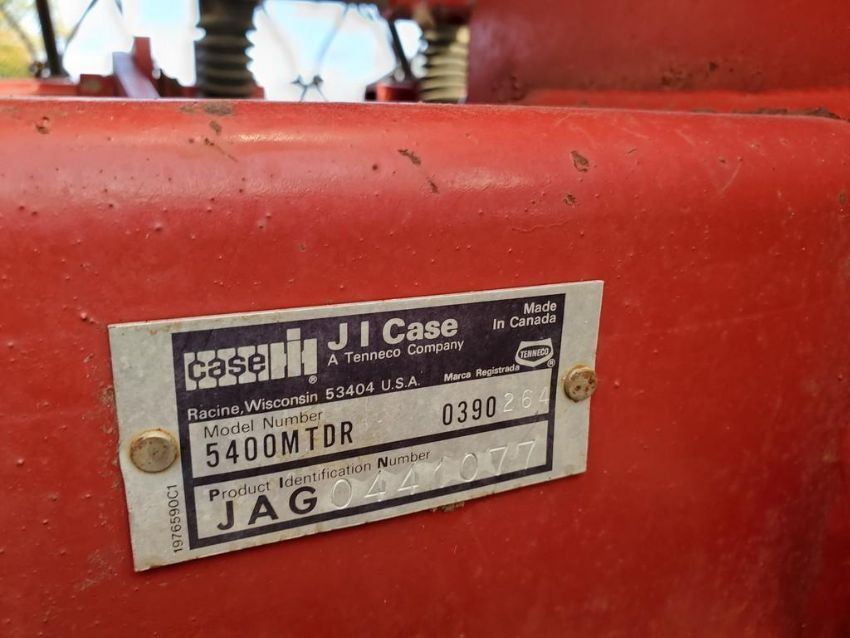 case IH ®
J I Case
A Tenneco Company
Made
In Canada
TENNECO ®
Marca Registrada
Racine, Wisconsin 53404 U.S.A.
Model Number
5400MTDR 0390264
Product Identification Number
JAG0441077
1976590C1